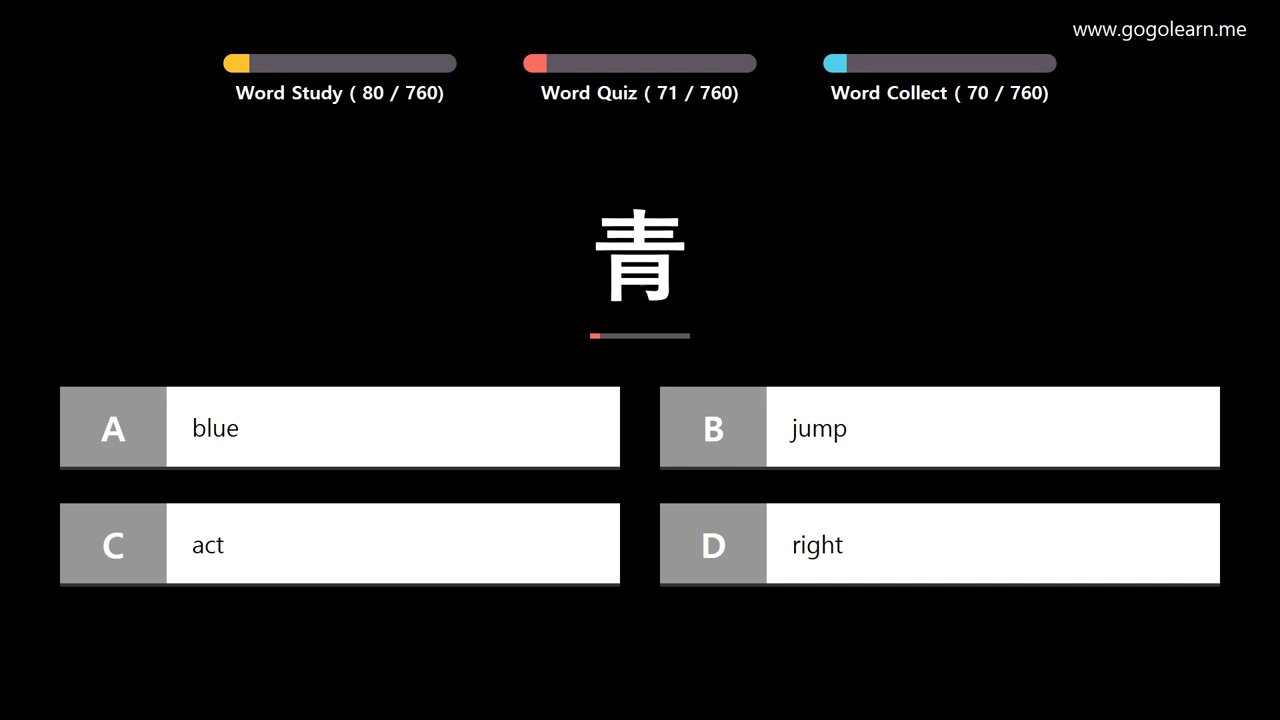 www.gogolearn.me
Word Study ( 80 / 760)
Word Quiz ( 71 / 760)
Word Collect ( 70 / 760)
青
A blue
B jump
C act
D right